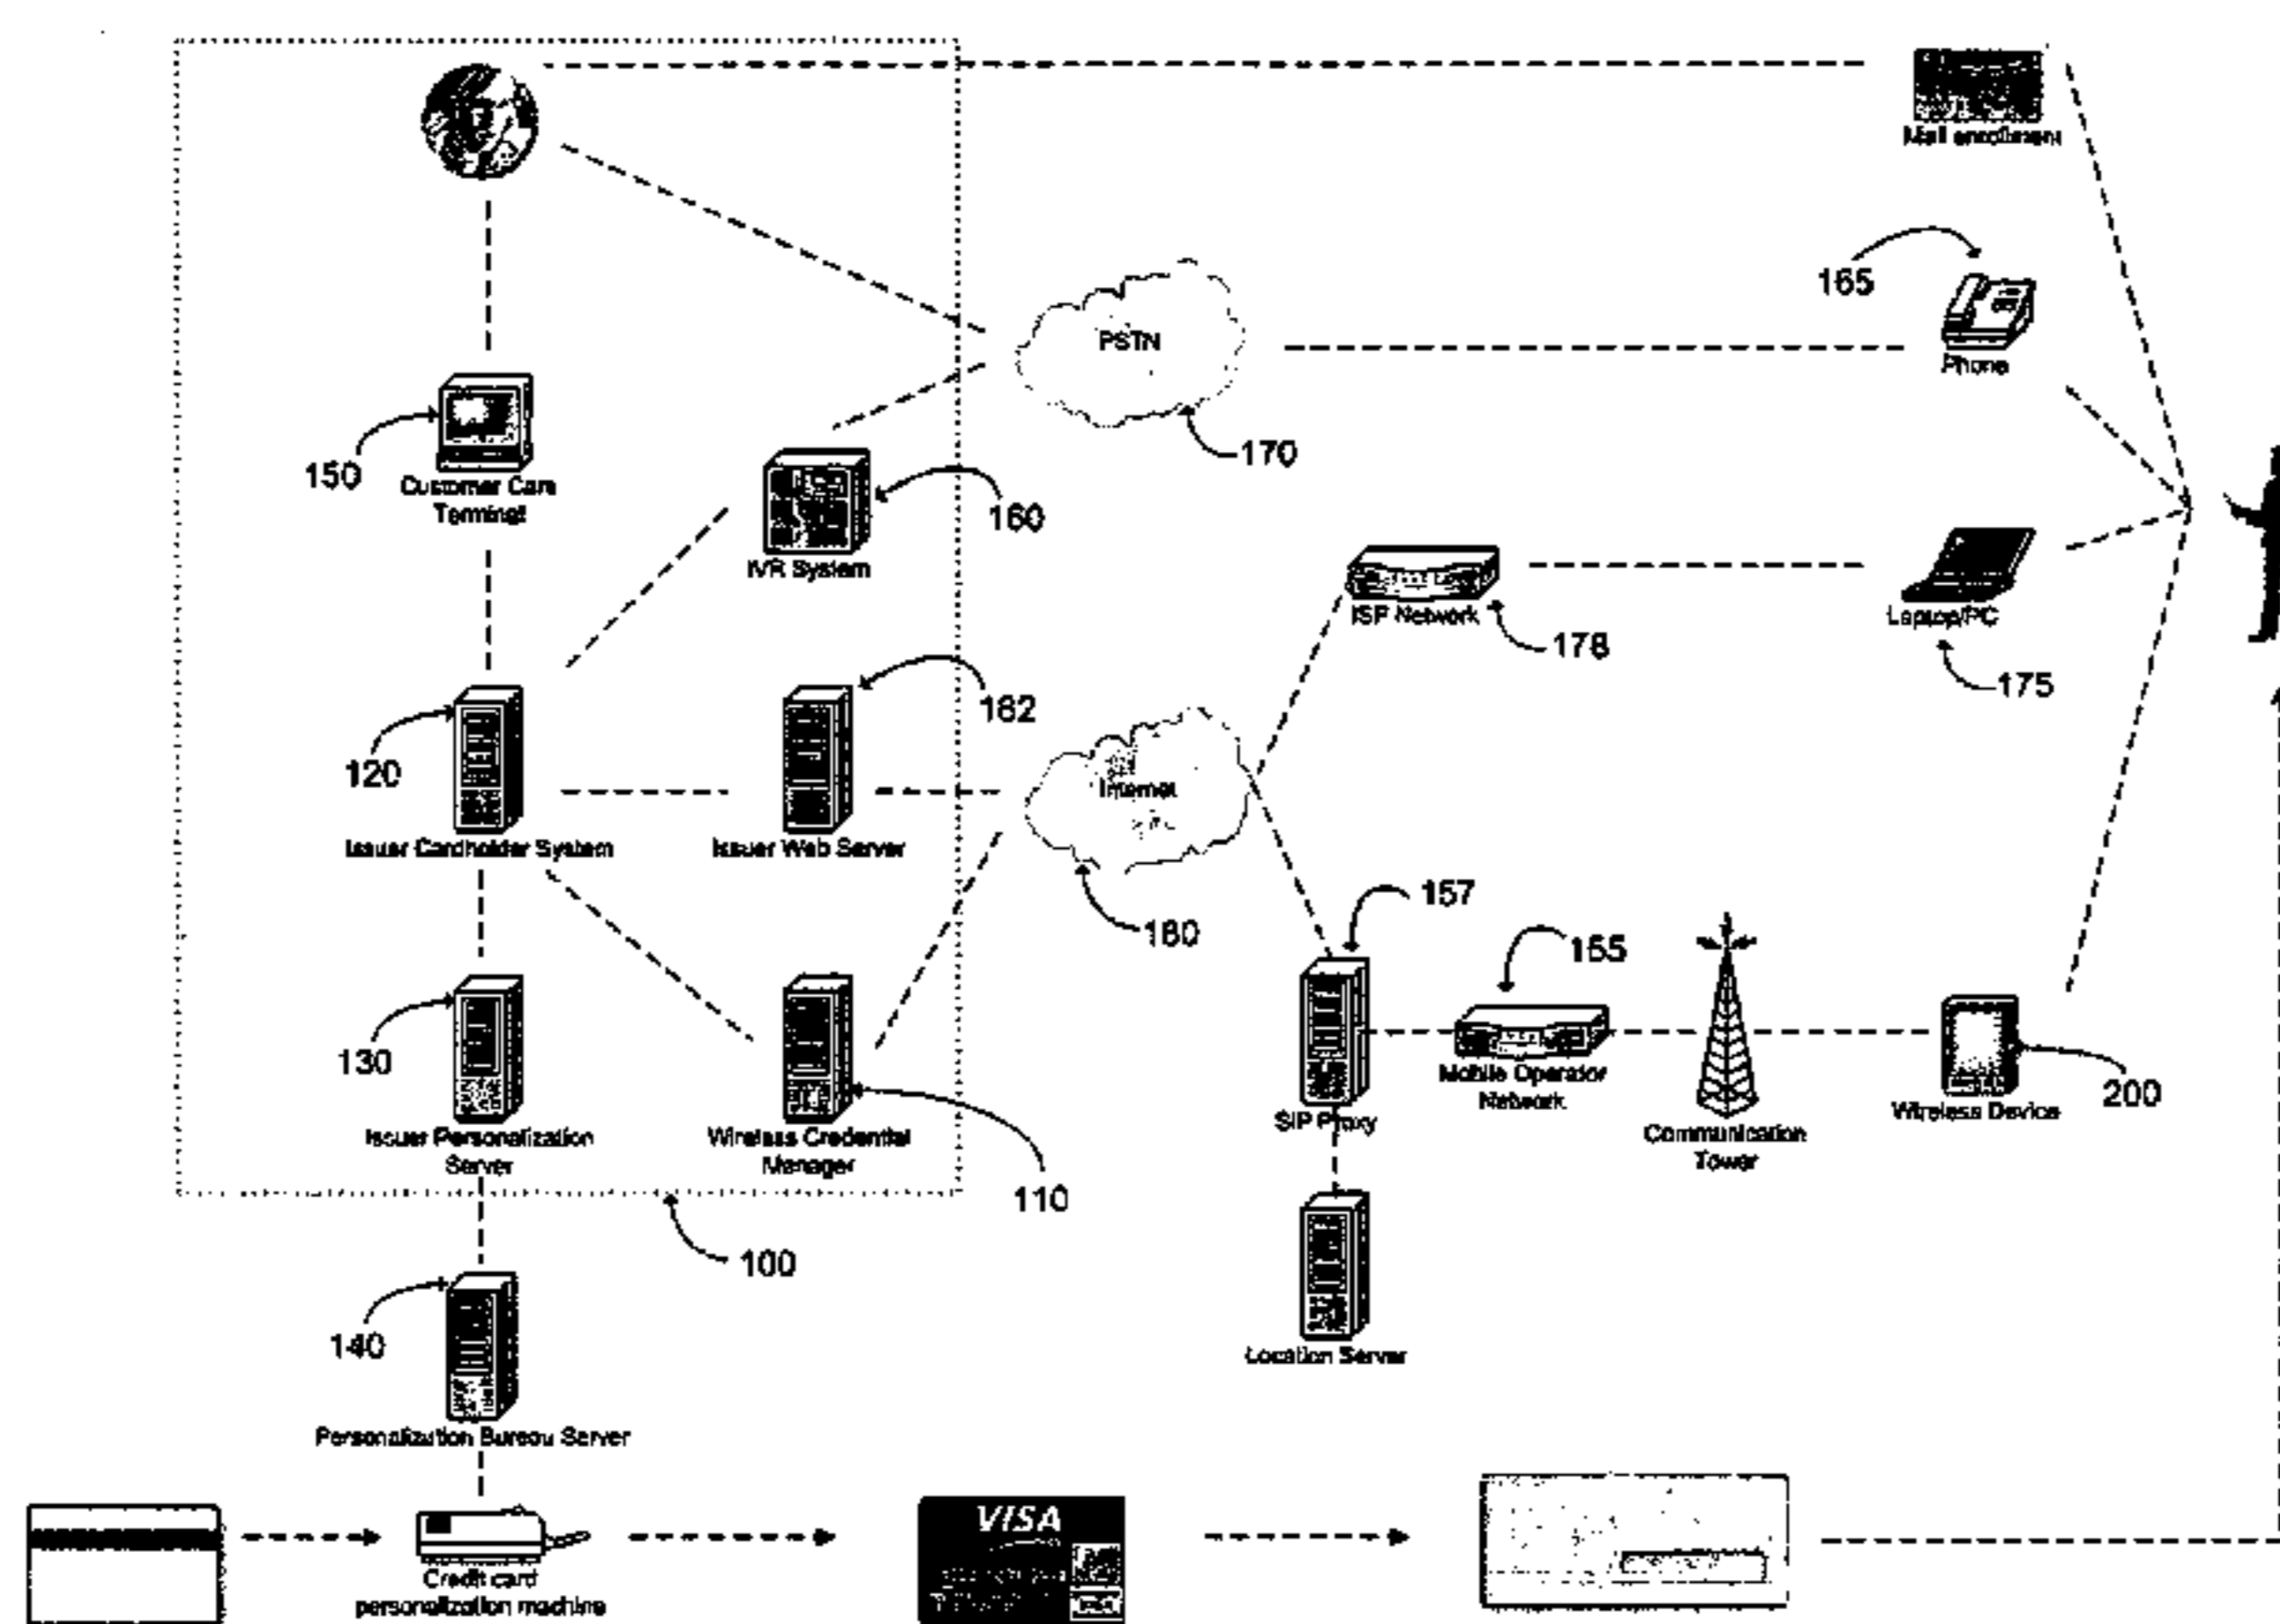 Mail enrollment
165
Phone
PSTN
170
150
Customer Care
Terminal
160
IVR System
ISP Network
178
Laptop/PC
175
162
120
Issuer Cardholder System
Issuer Web Server
Internet
180
157
155
130
Issuer Personalization
Server
Wireless Credential
Manager
110
SIP Proxy
Mobile Operator
Network
Communication
Tower
Wireless Device
200
100
140
Location Server
Personalization Bureau Server
VISA
Credit card
personalization machine